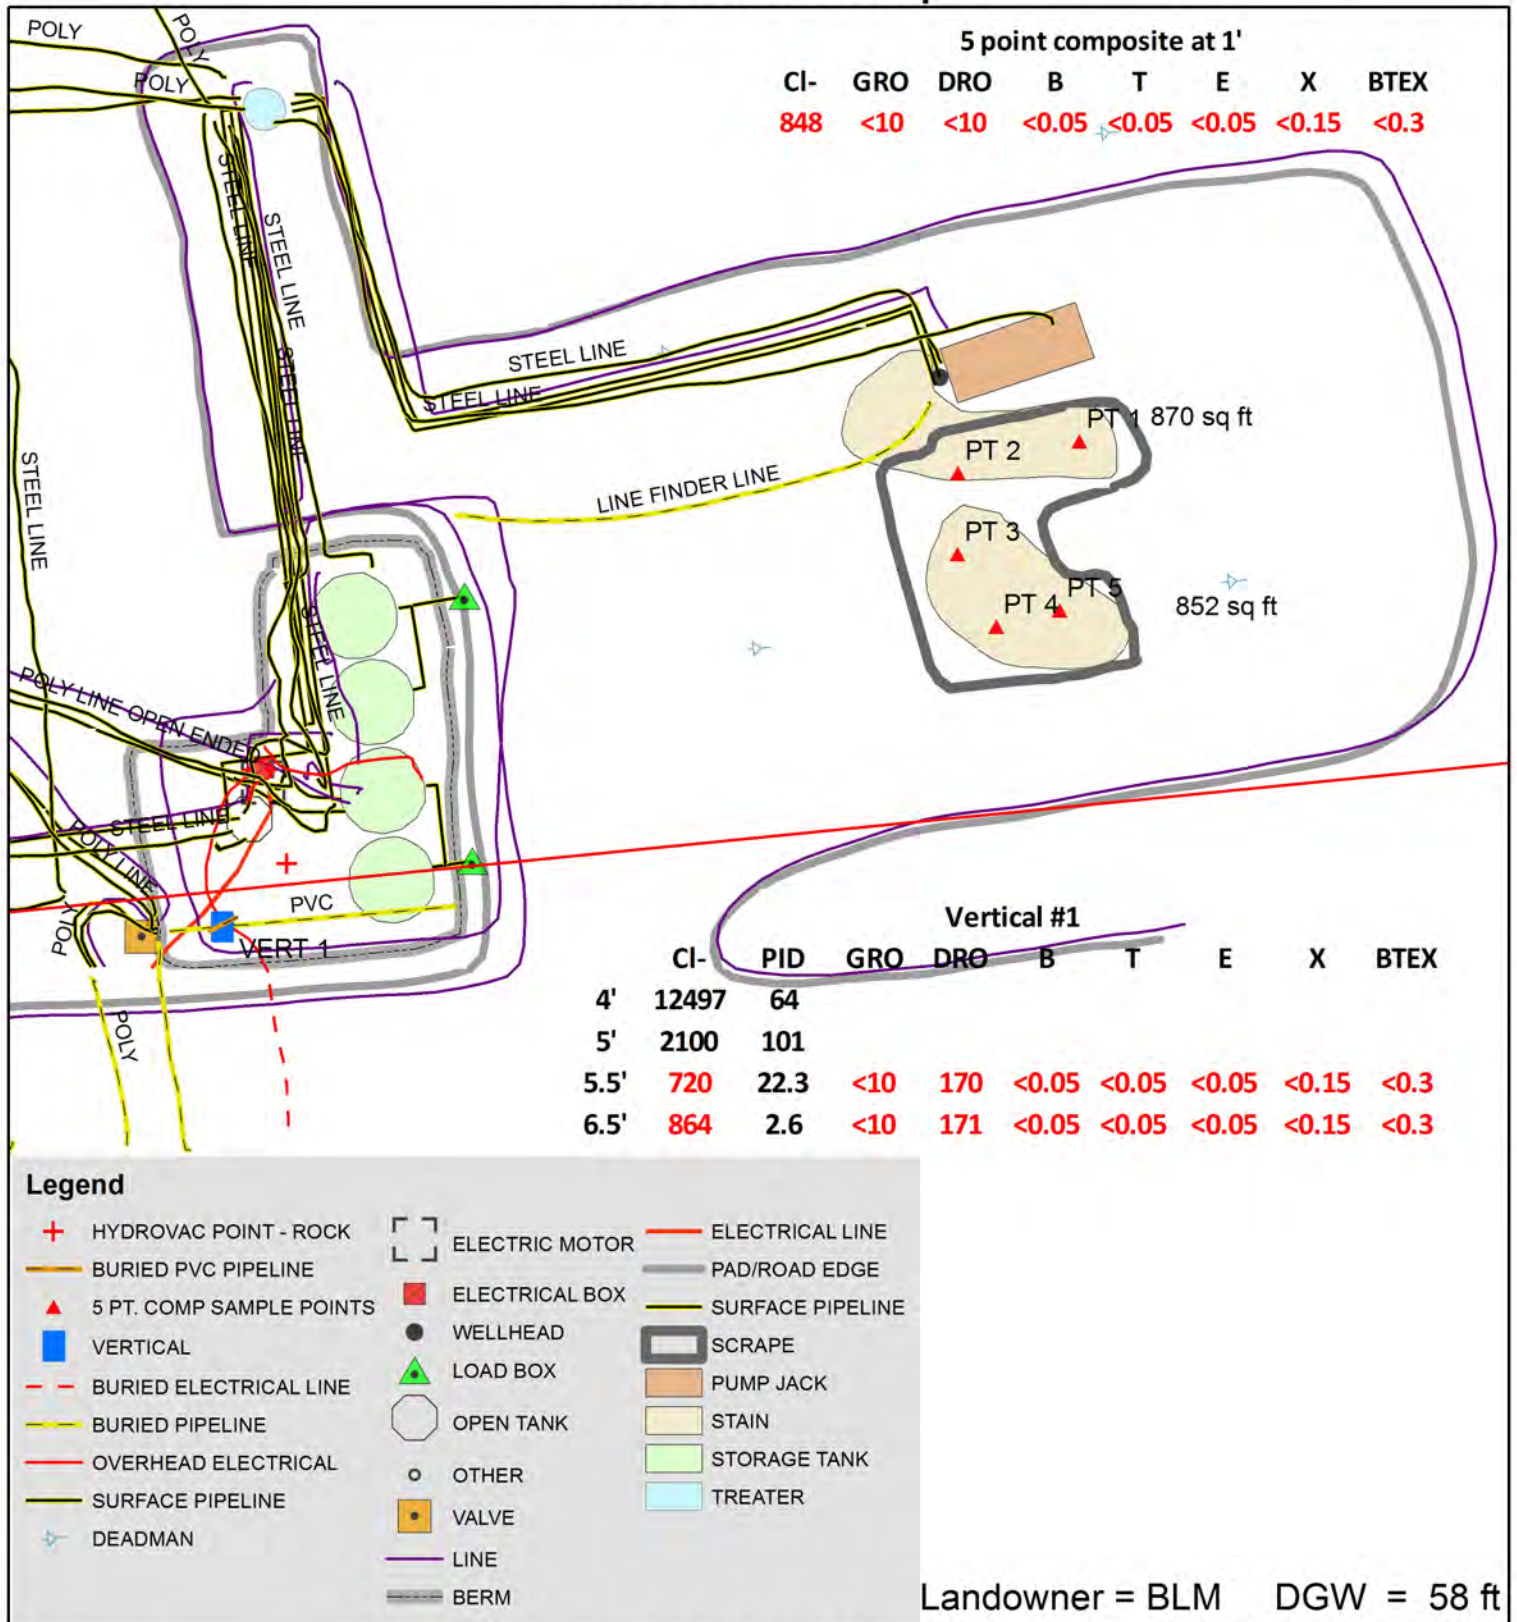 5 point composite at 1'
Cl- GRO DRO B T E X BTEX
848 <10 <10 <0.05 <0.05 <0.05 <0.15 <0.3
POLY
POLY
POLY
STEEL LINE
STEEL LINE
STEEL LINE
STEEL LINE
STEEL LINE
STEEL LINE
STEEL LINE
LINE FINDER LINE
PT 1 870 sq ft
PT 2
PT 3
PT 4
PT 5
852 sq ft
POLY LINE OPEN ENDED
STEEL LINE
POLY LINE
POLY
PVC
VERT 1
POLY
Vertical #1
Cl- PID GRO DRO B T E X BTEX
4' 12497 64
5' 2100 101
5.5' 720 22.3 <10 170 <0.05 <0.05 <0.05 <0.15 <0.3
6.5' 864 2.6 <10 171 <0.05 <0.05 <0.05 <0.15 <0.3
Legend
HYDROVAC POINT - ROCK
BURIED PVC PIPELINE
5 PT. COMP SAMPLE POINTS
VERTICAL
BURIED ELECTRICAL LINE
BURIED PIPELINE
OVERHEAD ELECTRICAL
SURFACE PIPELINE
DEADMAN
ELECTRIC MOTOR
ELECTRICAL BOX
WELLHEAD
LOAD BOX
OPEN TANK
OTHER
VALVE
LINE
BERM
ELECTRICAL LINE
PAD/ROAD EDGE
SURFACE PIPELINE
SCRAPE
PUMP JACK
STAIN
STORAGE TANK
TREATER
Landowner = BLM DGW = 58 ft